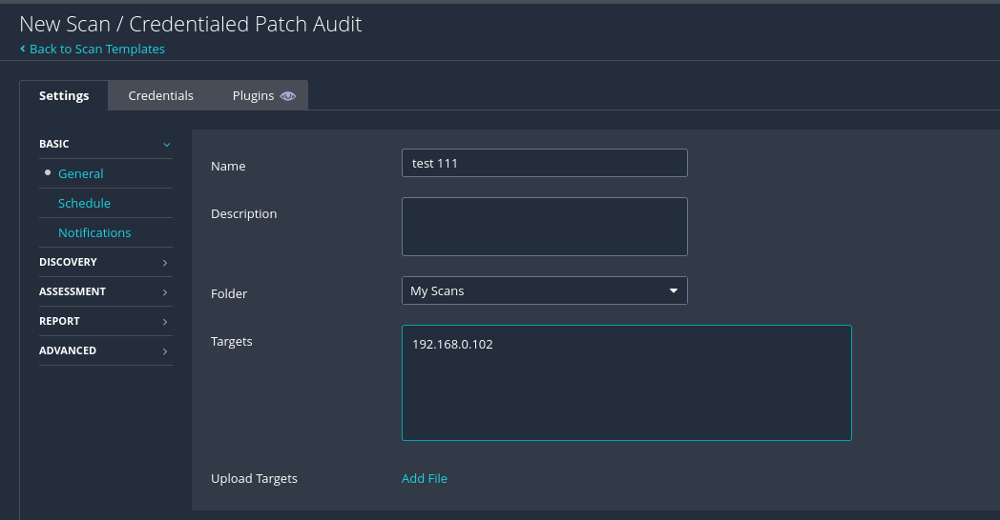 New Scan / Credentialed Patch Audit
Back to Scan Templates
Settings Credentials Plugins
BASIC
General
Schedule
Notifications
DISCOVERY
ASSESSMENT
REPORT
ADVANCED
Name test 111
Description
Folder My Scans
Targets 192.168.0.102
Upload Targets Add File